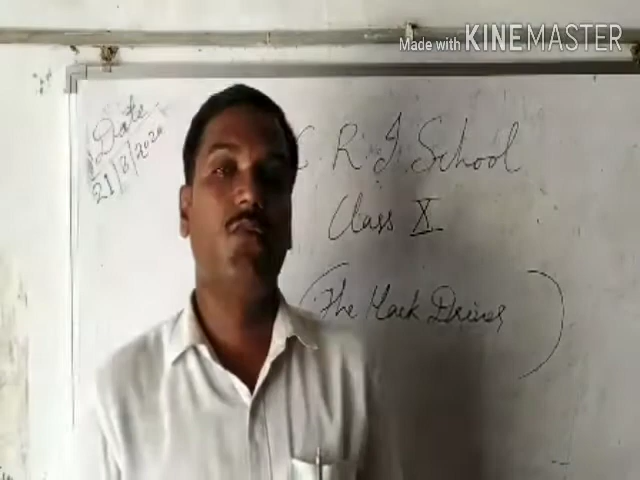 Made with KINEMASTER
Date -
21/8/2020
C.R.J School
Class X
(The Hack Driver)